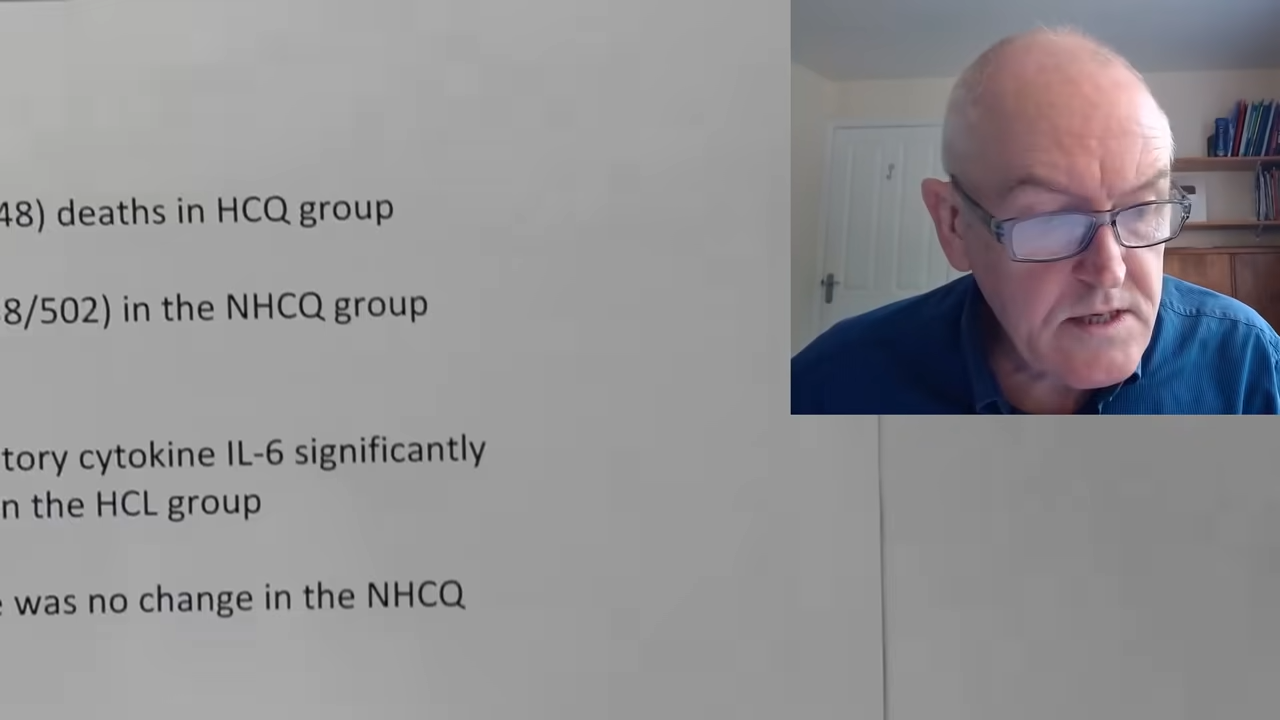 48) deaths in HCQ group
8/502) in the NHCQ group
tory cytokine IL-6 significantly
n the HCL group
was no change in the NHCQ